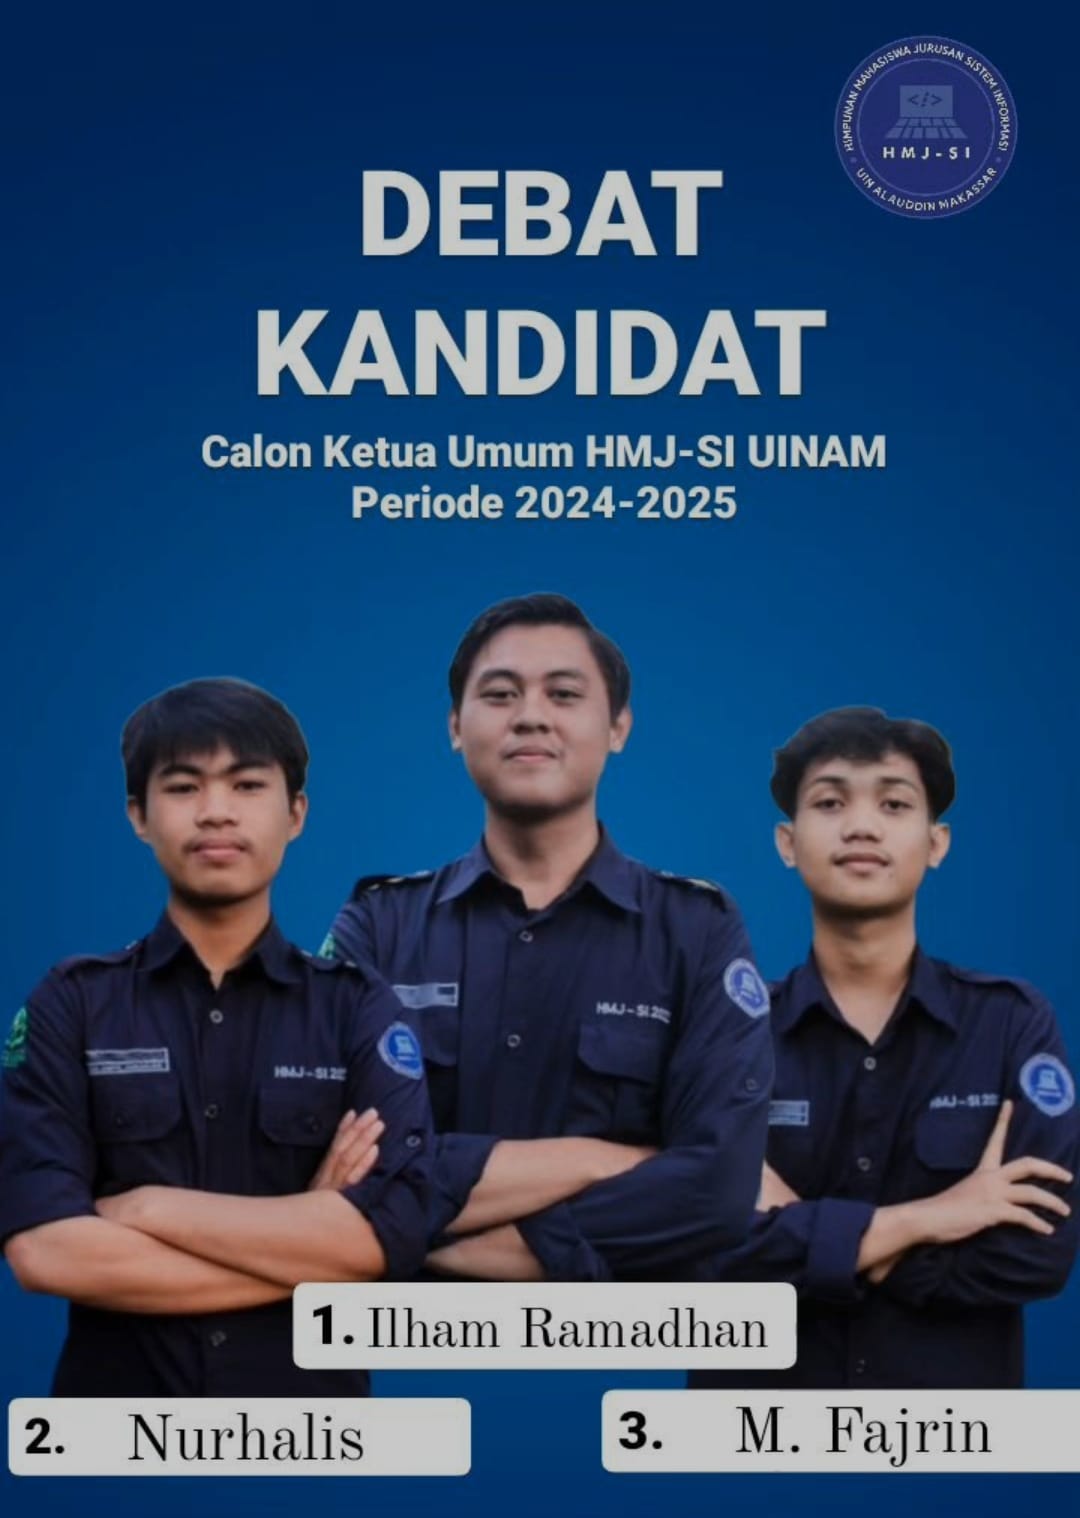 HIMPUNAN MAHASISWA JURUSAN SISTEM INFORMASI
</>
HMJ-SI
UIN ALAUDDIN MAKASSAR
DEBAT
KANDIDAT
Calon Ketua Umum HMJ-SI UINAM
Periode 2024-2025
HMJ-SI
HMJ-SI
HMJ-SI
1. Ilham Ramadhan
2. Nurhalis
3. M. Fajrin